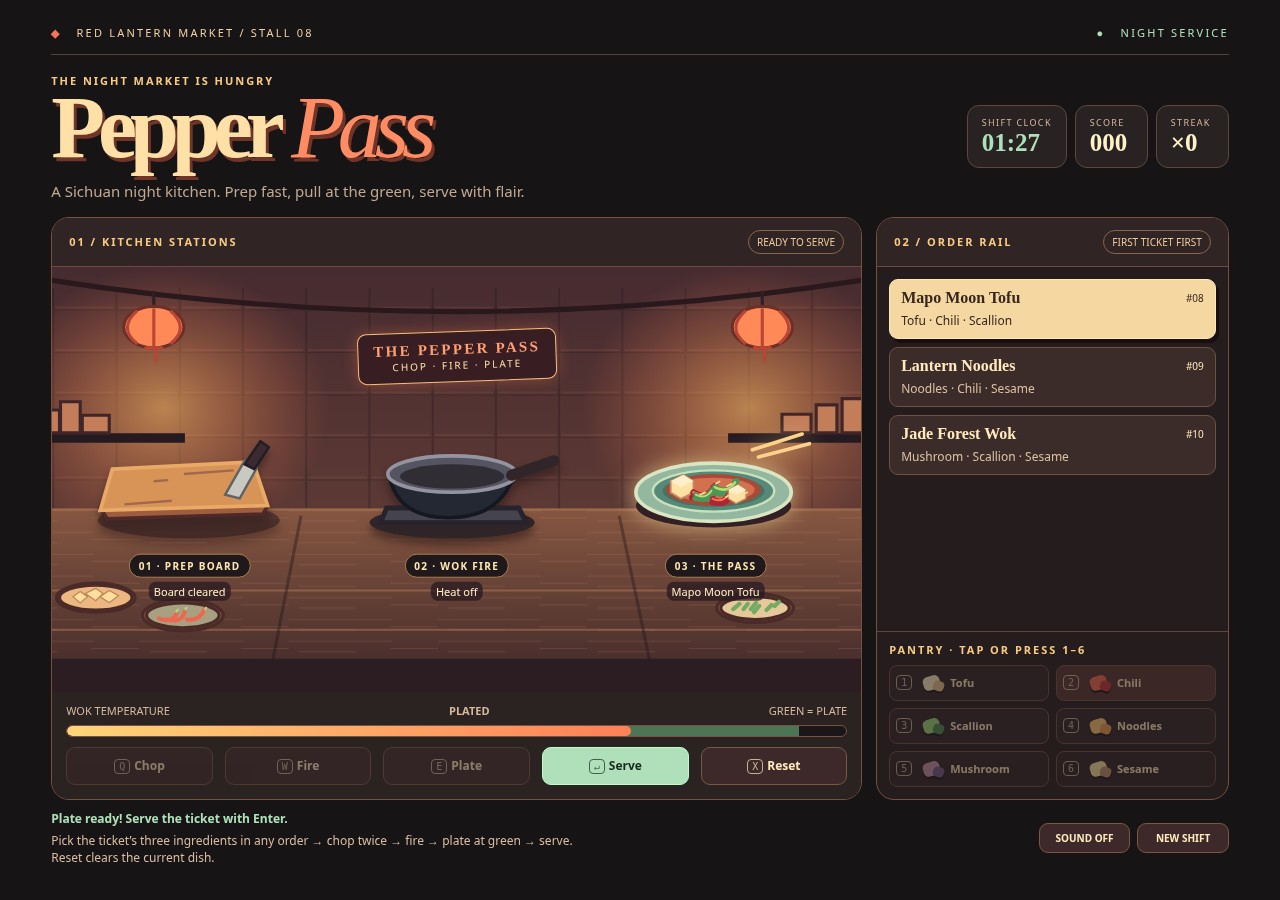 ◆ RED LANTERN MARKET / STALL 08
● NIGHT SERVICE
THE NIGHT MARKET IS HUNGRY
Pepper Pass
A Sichuan night kitchen. Prep fast, pull at the green, serve with flair.
SHIFT CLOCK
01:27
SCORE
000
STREAK
×0
01 / KITCHEN STATIONS
READY TO SERVE
THE PEPPER PASS
CHOP · FIRE · PLATE
01 · PREP BOARD
Board cleared
02 · WOK FIRE
Heat off
03 · THE PASS
Mapo Moon Tofu
WOK TEMPERATURE
PLATED
GREEN = PLATE
Q Chop
W Fire
E Plate
↵ Serve
X Reset
02 / ORDER RAIL
FIRST TICKET FIRST
Mapo Moon Tofu #08
Tofu · Chili · Scallion
Lantern Noodles #09
Noodles · Chili · Sesame
Jade Forest Wok #10
Mushroom · Scallion · Sesame
PANTRY · TAP OR PRESS 1–6
1 Tofu
2 Chili
3 Scallion
4 Noodles
5 Mushroom
6 Sesame
Plate ready! Serve the ticket with Enter.
Pick the ticket's three ingredients in any order → chop twice → fire → plate at green → serve.
Reset clears the current dish.
SOUND OFF
NEW SHIFT